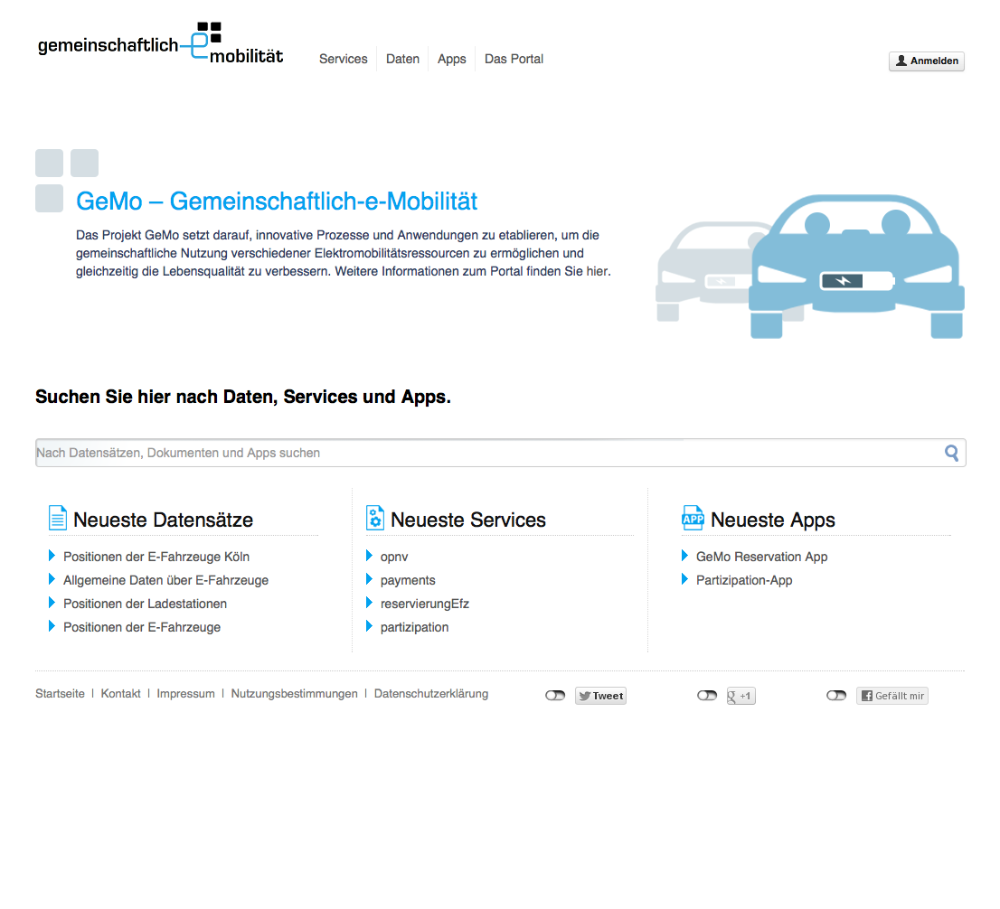 gemeinschaftlich e mobilität
Services
Daten
Apps
Das Portal
Anmelden
GeMo – Gemeinschaftlich-e-Mobilität
Das Projekt GeMo setzt darauf, innovative Prozesse und Anwendungen zu etablieren, um die
gemeinschaftliche Nutzung verschiedener Elektromobilitätsressourcen zu ermöglichen und
gleichzeitig die Lebensqualität zu verbessern. Weitere Informationen zum Portal finden Sie hier.
Suchen Sie hier nach Daten, Services und Apps.
Nach Datensätzen, Dokumenten und Apps suchen
Neueste Datensätze
Positionen der E-Fahrzeuge Köln
Allgemeine Daten über E-Fahrzeuge
Positionen der Ladestationen
Positionen der E-Fahrzeuge
Neueste Services
opnv
payments
reservierungEfz
partizipation
APP Neueste Apps
GeMo Reservation App
Partizipation-App
Startseite | Kontakt | Impressum | Nutzungsbestimmungen | Datenschutzerklärung
Tweet
g +1
f Gefällt mir